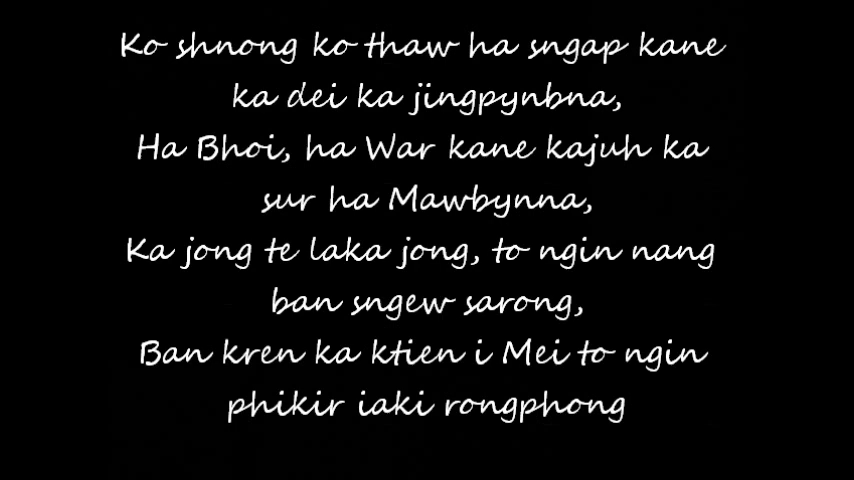 Ko shnong ko thaw ha sngap kane
ka dei ka jingpynbna,
Ha Bhoi, ha War kane kajuh ka
sur ha Mawbynna,
Ka jong te laka jong, to ngin nang
ban sngew sarong,
Ban kren ka ktien i Mei to ngin
phikir iaki rongphong